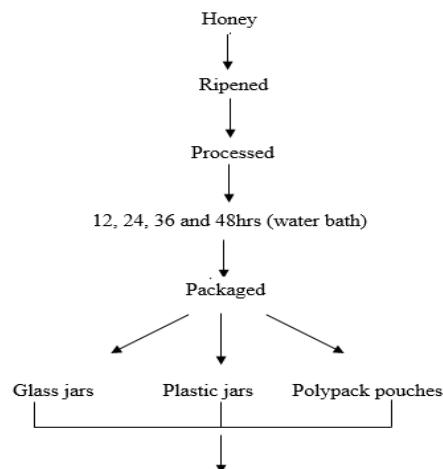 Honey
Ripened
Processed
12, 24, 36 and 48hrs (water bath)
Packaged
Glass jars Plastic jars Polypack pouches